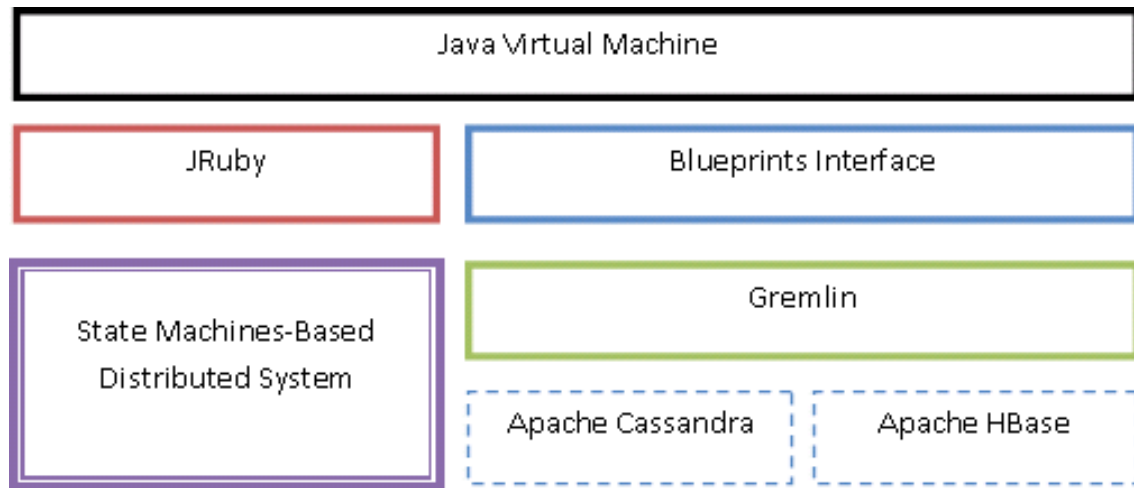 Java Virtual Machine
JRuby
Blueprints Interface
State Machines-Based
Distributed System
Gremlin
Apache Cassandra
Apache HBase